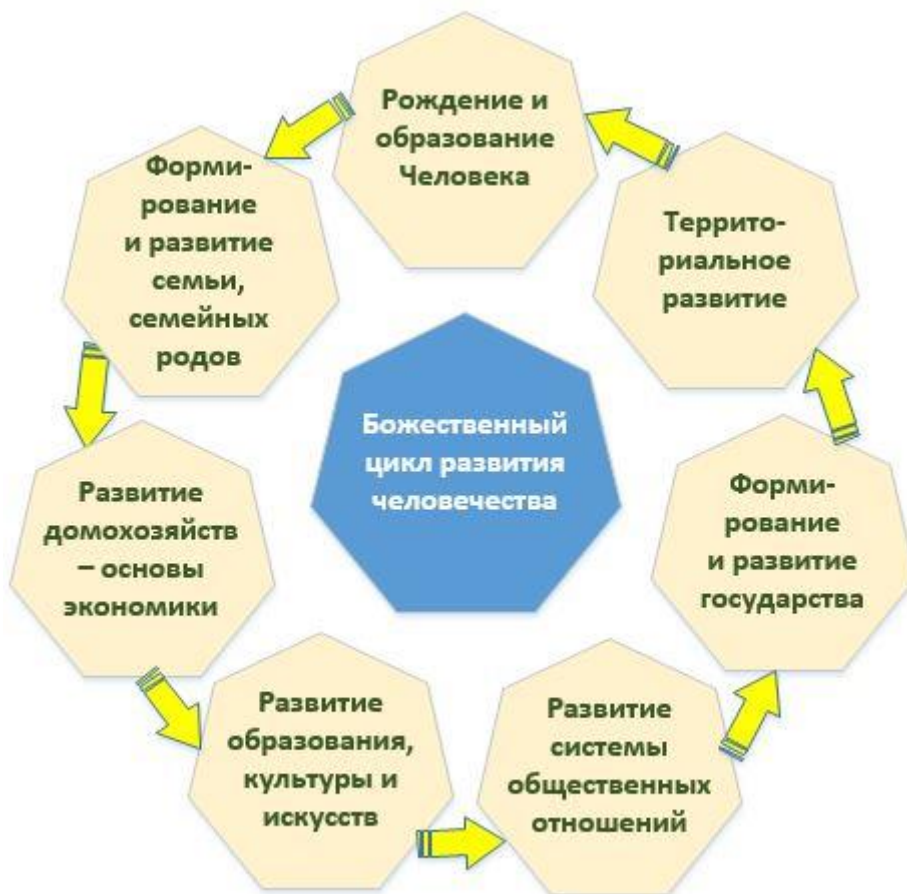 Рождение и
образование
Человека
Форми-
рование
и развитие
семьи,
семейных
родов
Развитие
домохозяйств
– основы
экономики
Развитие
образования,
культуры и
искусств
Развитие
системы
общественных
отношений
Форми-
рование
и развитие
государства
Террито-
риальное
развитие
Божественный
цикл развития
человечества